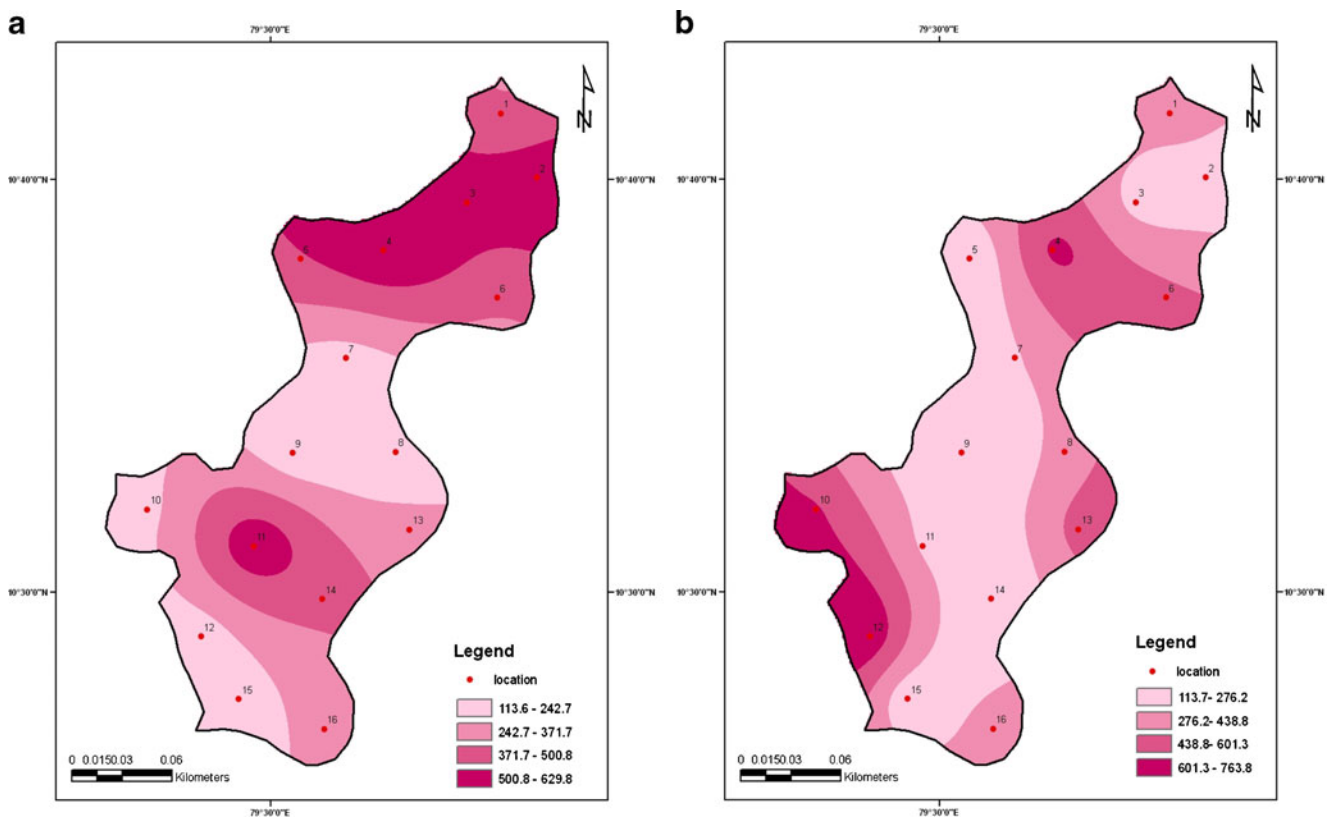 a
79°30'0"E
N
1
2
10°40'0"N
10°40'0"N
3
4
5
6
7
9
8
10
13
11
14
10°30'0"N
10°30'0"N
12
15
16
Legend
location
113.6 - 242.7
242.7 - 371.7
371.7 - 500.8
500.8 - 629.8
0 0.0150.03 0.06
Kilometers
79°30'0"E
b
79°30'0"E
N
1
2
10°40'0"N
10°40'0"N
3
4
5
6
7
9
8
10
13
11
14
10°30'0"N
10°30'0"N
12
15
16
Legend
location
113.7- 276.2
276.2- 438.8
438.8- 601.3
601.3 - 763.8
0 0.0150.03 0.06
Kilometers
79°30'0"E